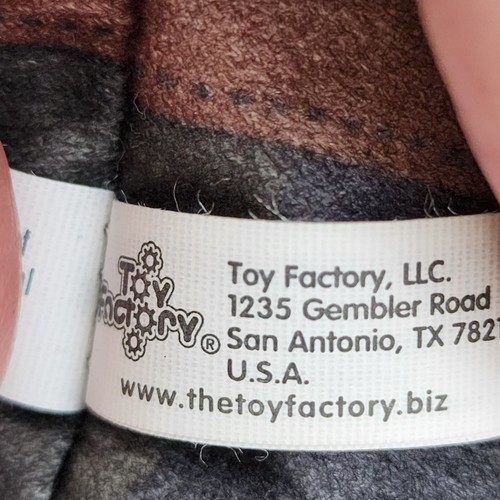 Toy
Factory®
Toy Factory, LLC.
1235 Gembler Road
San Antonio, TX
U.S.A.
www.thetoyfactory.biz